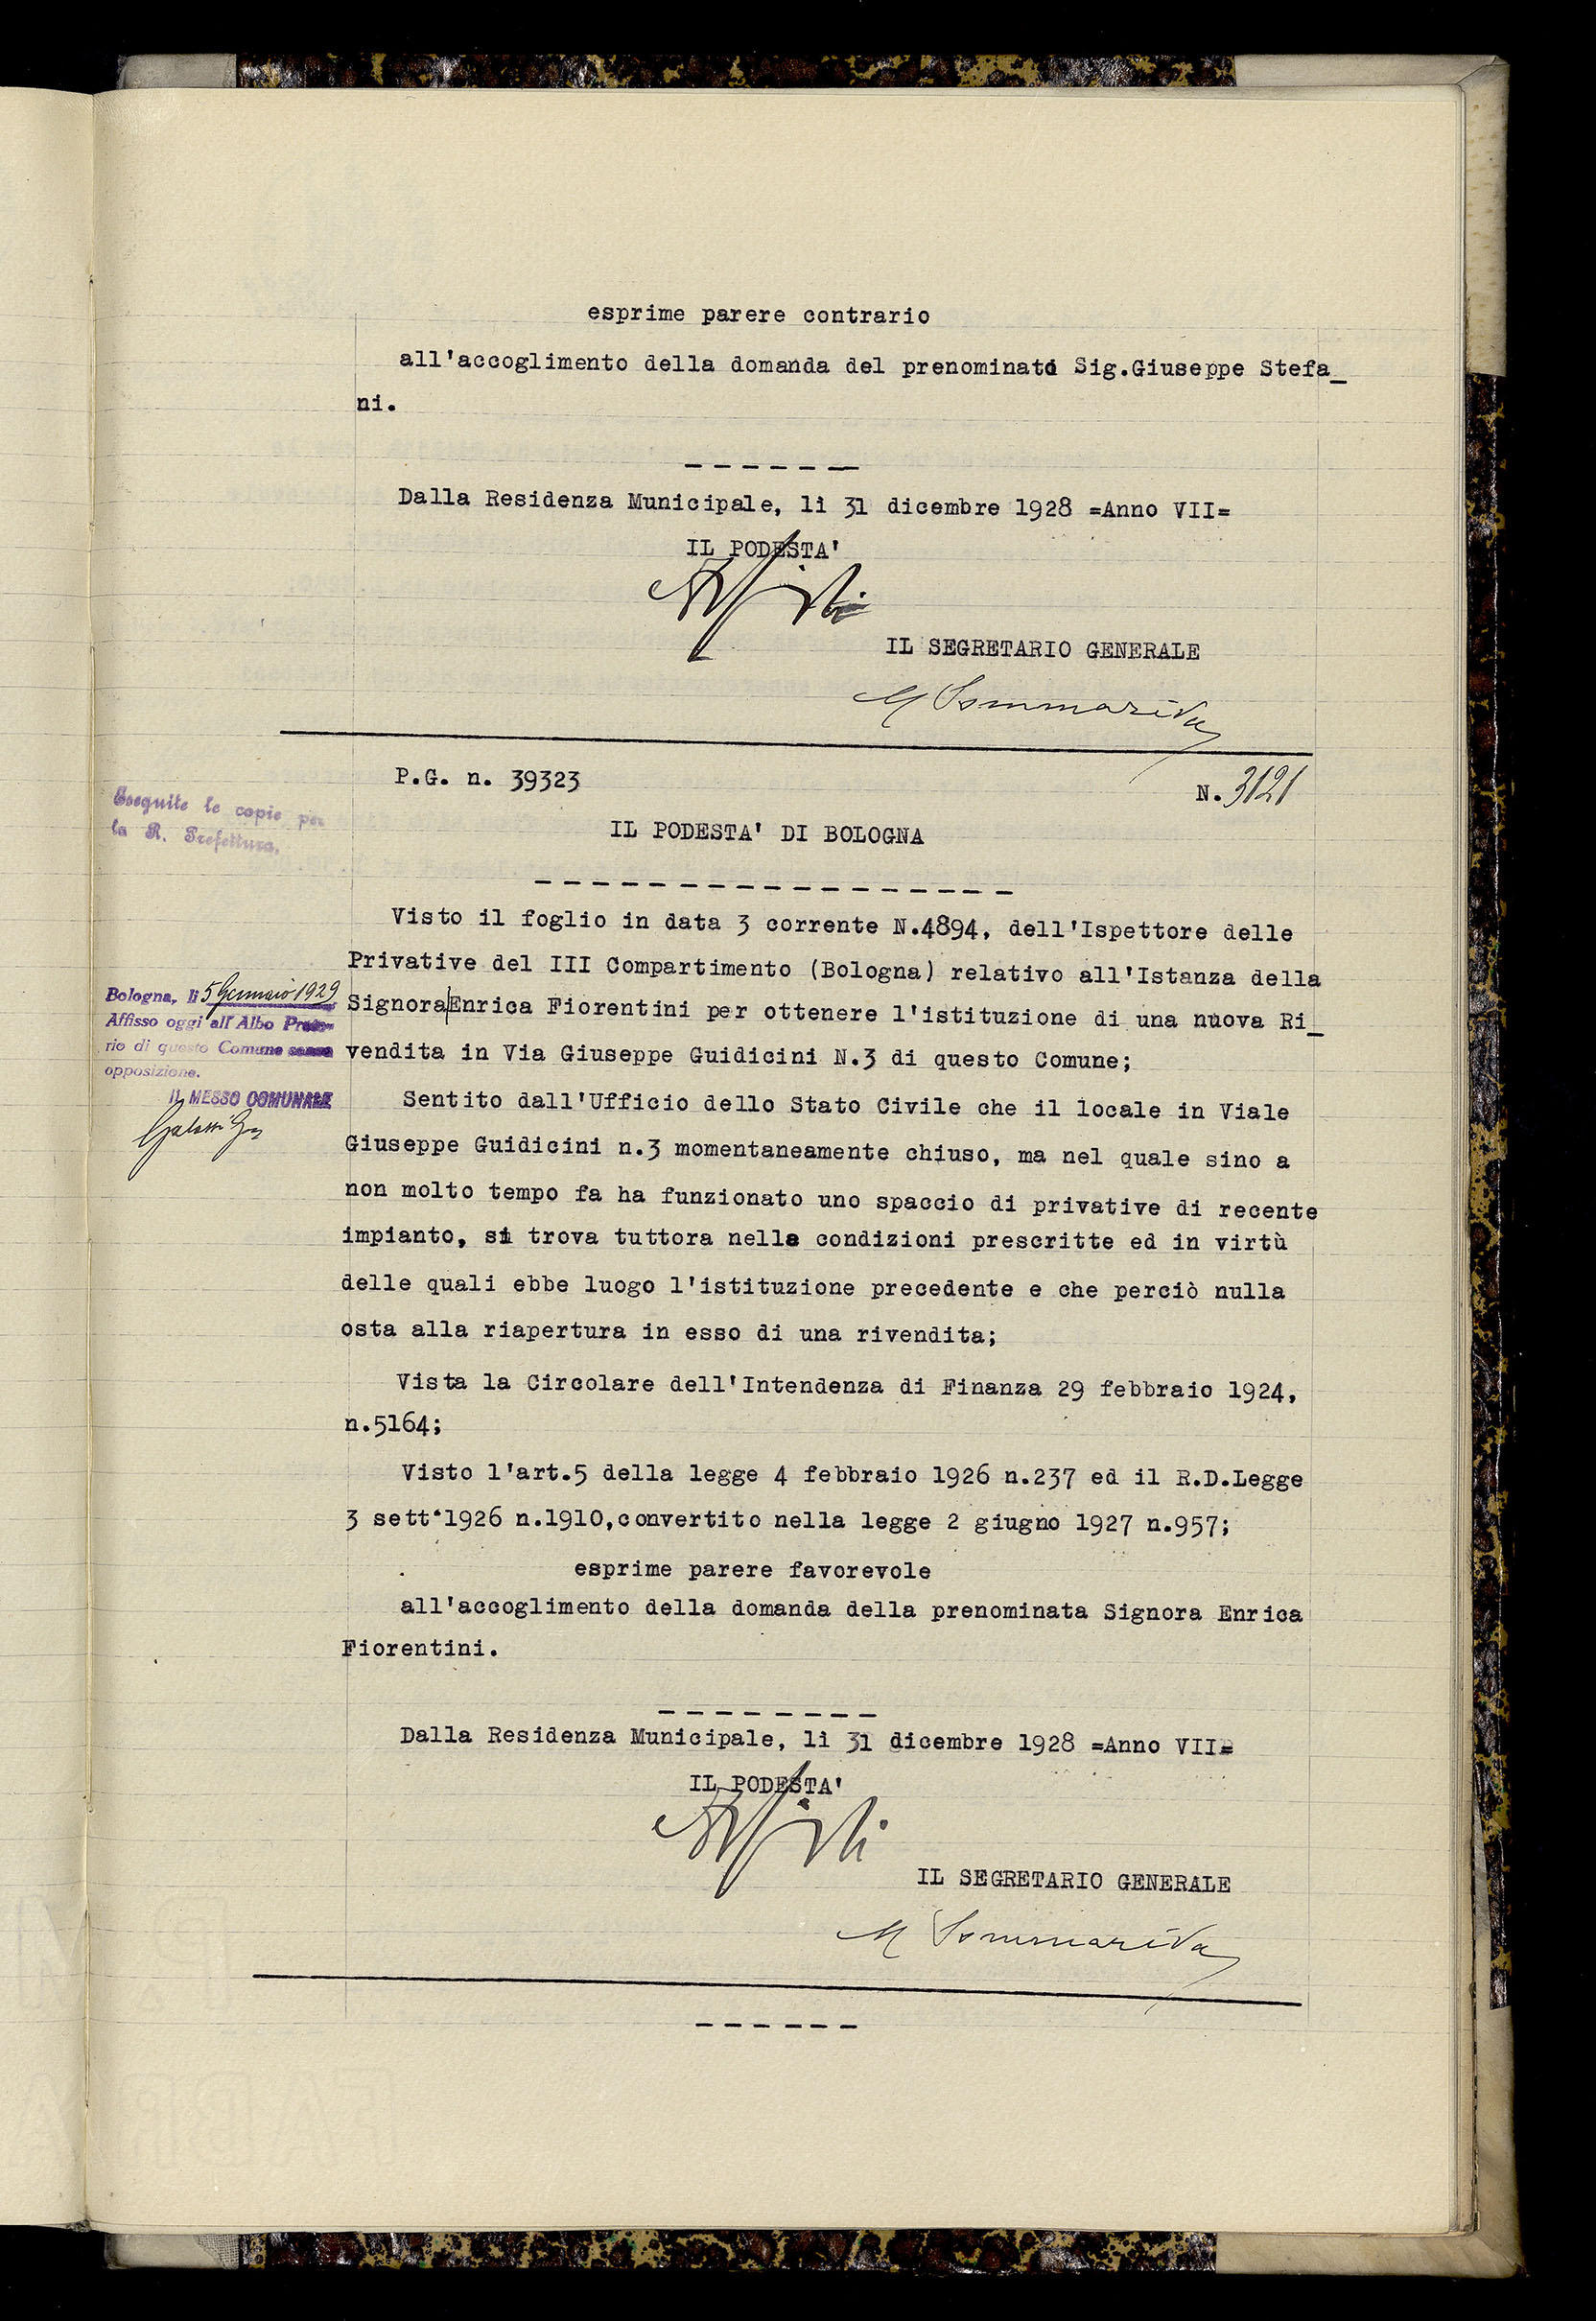 esprime parere contrario
all'accoglimento della domanda del prenominato Sig.Giuseppe Stefa_
ni.
------
Dalla Residenza Municipale, li 31 dicembre 1928 =Anno VII=
IL PODESTA'
IL SEGRETARIO GENERALE
M Sommariva
P.G. n. 39323
N. 3121
Eseguite le copie per
la R. Prefettura.
IL PODESTA' DI BOLOGNA
-----------------
Visto il foglio in data 3 corrente N.4894, dell'Ispettore delle
Privative del III Compartimento (Bologna) relativo all'Istanza della
Signora|Enrica Fiorentini per ottenere l'istituzione di una nuova Ri_
vendita in Via Giuseppe Guidicini N.3 di questo Comune;
Bologna, li 5 Gennaio 1929
Affisso oggi all'Albo Preto-
rio di questo Comune senza
opposizione.
IL MESSO COMUNALE
Sentito dall'Ufficio dello Stato Civile che il locale in Viale
Giuseppe Guidicini n.3 momentaneamente chiuso, ma nel quale sino a
non molto tempo fa ha funzionato uno spaccio di privative di recente
impianto, si trova tuttora nelle condizioni prescritte ed in virtù
delle quali ebbe luogo l'istituzione precedente e che perciò nulla
osta alla riapertura in esso di una rivendita;
Vista la Circolare dell'Intendenza di Finanza 29 febbraio 1924,
n.5164;
Visto l'art.5 della legge 4 febbraio 1926 n.237 ed il R.D.Legge
3 sett.1926 n.1910,convertito nella legge 2 giugno 1927 n.957;
esprime parere favorevole
all'accoglimento della domanda della prenominata Signora Enrica
Fiorentini.
--------
Dalla Residenza Municipale, li 31 dicembre 1928 =Anno VII=
IL PODESTA'
IL SEGRETARIO GENERALE
M Sommariva
------